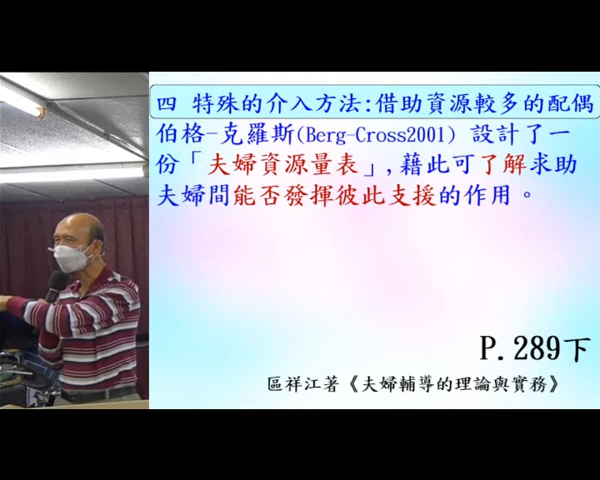 四 特殊的介入方法:借助資源較多的配偶
伯格-克羅斯(Berg-Cross2001) 設計了一
份「夫婦資源量表」,藉此可了解求助
夫婦間能否發揮彼此支援的作用。
P.289下
區祥江著《夫婦輔導的理論與實務》